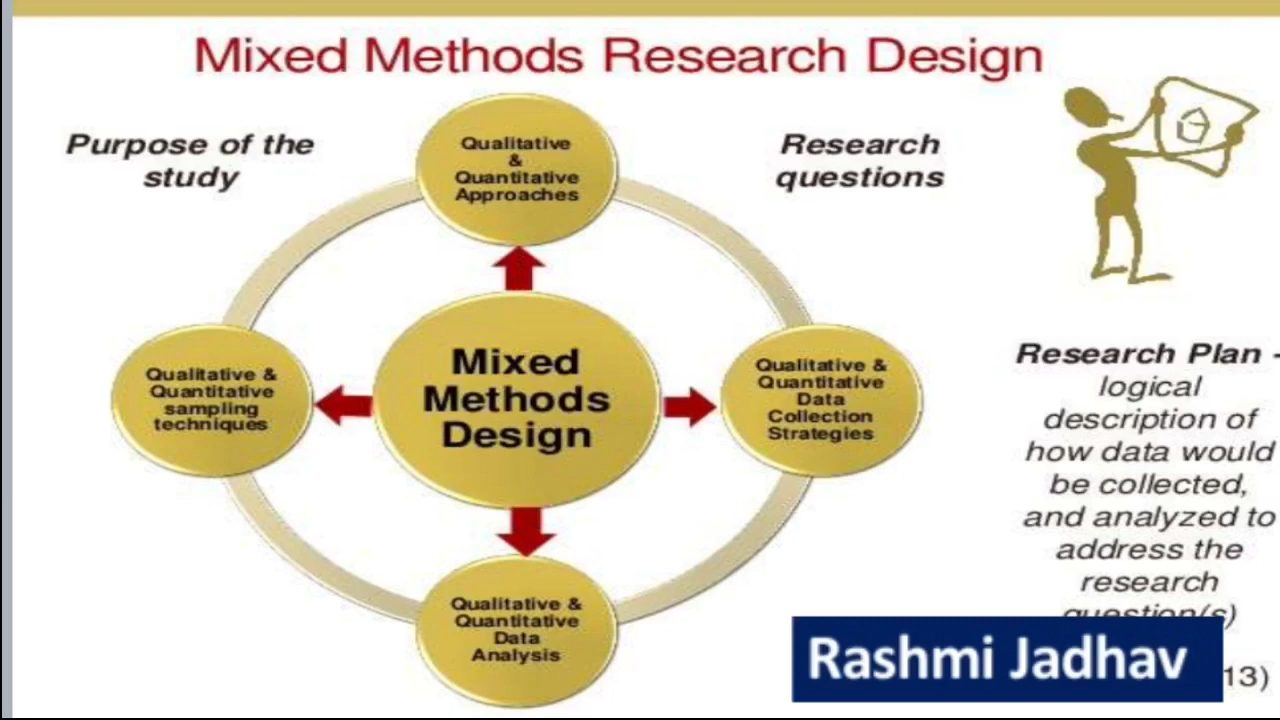 Mixed Methods Research Design
Purpose of the
study
Qualitative
&
Quantitative
Approaches
Research
questions
Qualitative &
Quantitative
sampling
techniques
Mixed
Methods
Design
Qualitative &
Quantitative
Data
Collection
Strategies
Qualitative &
Quantitative
Data
Analysis
Research Plan -
logical
description of
how data would
be collected,
and analyzed to
address the
research
question(s)
Rashmi Jadhav
13)